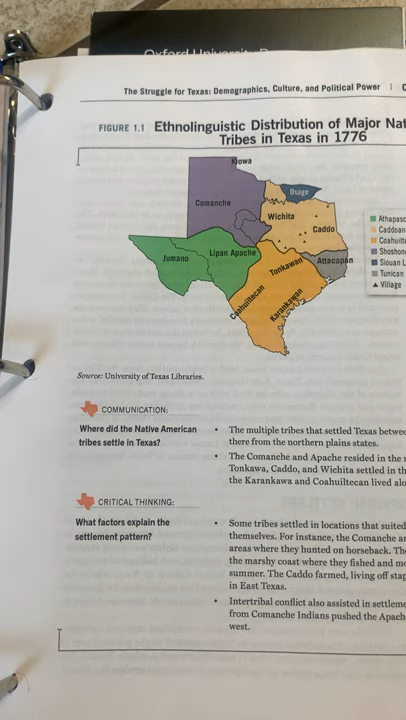 Oxford University
The Struggle for Texas: Demographics, Culture, and Political Power |
FIGURE 1.1 Ethnolinguistic Distribution of Major Nat
Tribes in Texas in 1776
Kiowa
Osage
Comanche
Wichita
Caddo
Lipan Apache
Jumano
Tonkawan
Attacapan
Coahuiltecan
Karankawan
Athapasc
Caddoan
Coahuilt
Shoshon
Siouan L
Tunican
▲ Village
Source: University of Texas Libraries.
COMMUNICATION:
Where did the Native American
tribes settle in Texas?
• The multiple tribes that settled Texas betwee
there from the northern plains states.
• The Comanche and Apache resided in the
Tonkawa, Caddo, and Wichita settled in th
the Karankawa and Coahuiltecan lived alo
CRITICAL THINKING:
What factors explain the
settlement pattern?
• Some tribes settled in locations that suited
themselves. For instance, the Comanche an
areas where they hunted on horseback. The
the marshy coast where they fished and mo
summer. The Caddo farmed, living off stap
in East Texas.
• Intertribal conflict also assisted in settleme
from Comanche Indians pushed the Apach
west.